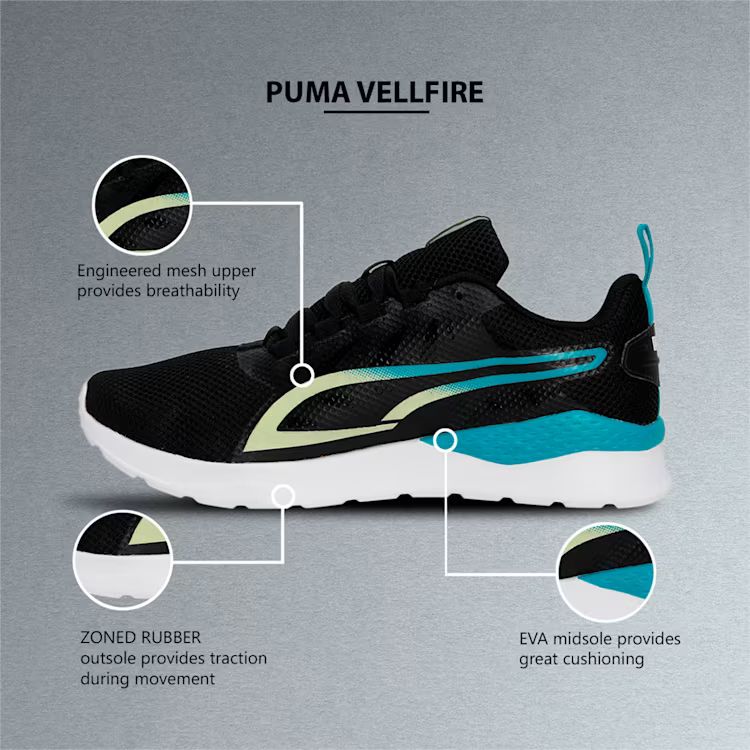 PUMA VELLFIRE
Engineered mesh upper
provides breathability
ZONED RUBBER
outsole provides traction
during movement
EVA midsole provides
great cushioning